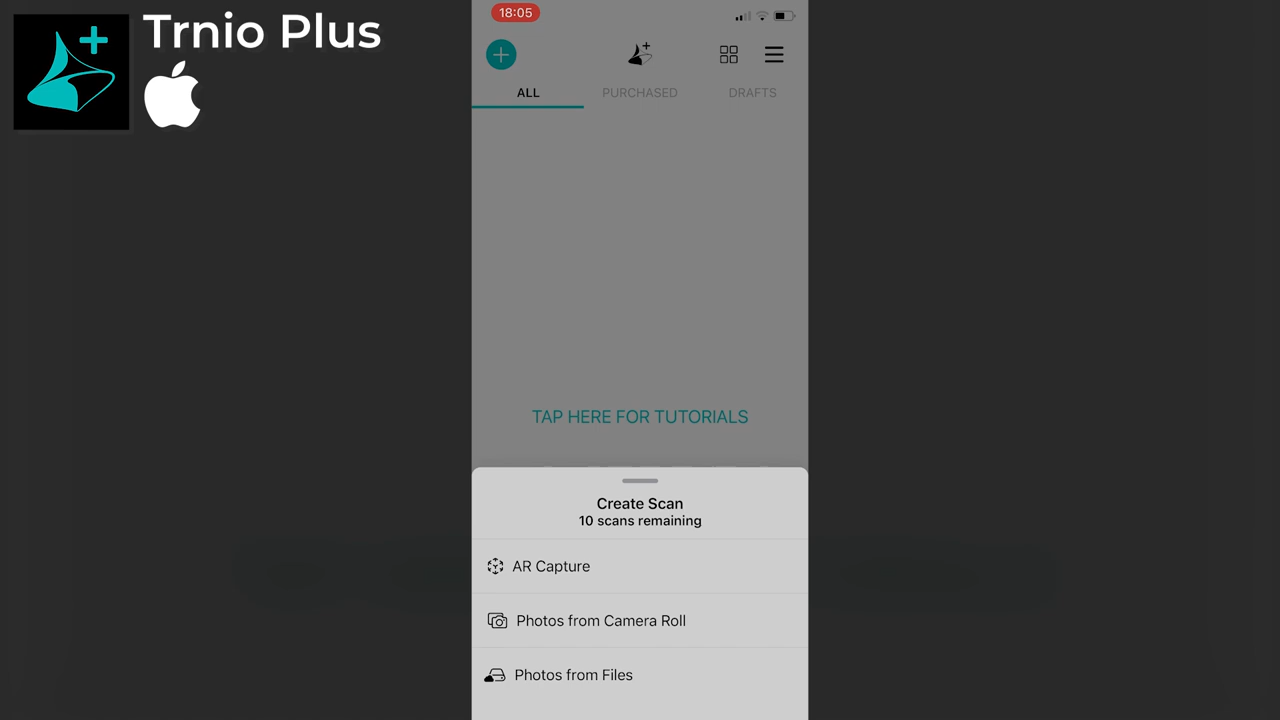 Trnio Plus
18:05
ALL PURCHASED DRAFTS
TAP HERE FOR TUTORIALS
Create Scan
10 scans remaining
AR Capture
Photos from Camera Roll
Photos from Files